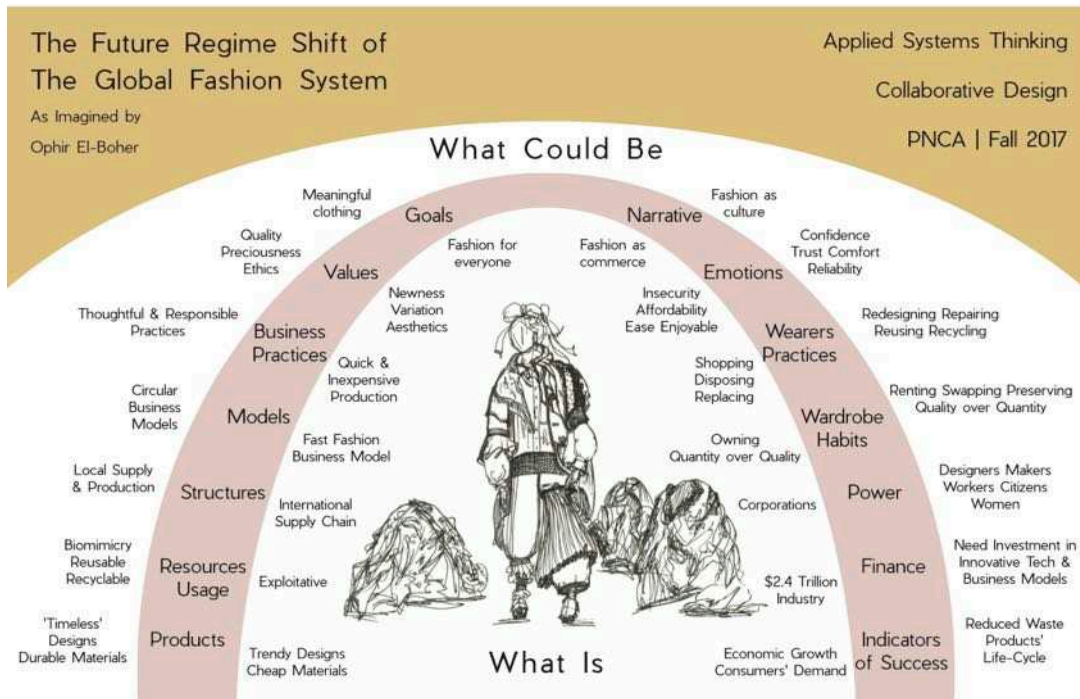 The Future Regime Shift of
The Global Fashion System
As Imagined by
Ophir El-Boher
Applied Systems Thinking
Collaborative Design
PNCA | Fall 2017
What Could Be
Meaningful
clothing
Goals
Fashion for
everyone
Quality
Preciousness
Ethics
Values
Newness
Variation
Aesthetics
Thoughtful & Responsible
Practices
Business
Practices
Quick &
Inexpensive
Production
Circular
Business
Models
Models
Fast Fashion
Business Model
Local Supply
& Production
Structures
International
Supply Chain
Biomimicry
Reusable
Recyclable
Resources
Usage
Exploitative
'Timeless'
Designs
Durable Materials
Products
Trendy Designs
Cheap Materials
Fashion as
culture
Narrative
Fashion as
commerce
Confidence
Trust Comfort
Reliability
Emotions
Insecurity
Affordability
Ease Enjoyable
Redesigning Repairing
Reusing Recycling
Wearers
Practices
Shopping
Disposing
Replacing
Renting Swapping Preserving
Quality over Quantity
Wardrobe
Habits
Owning
Quantity over Quality
Designers Makers
Workers Citizens
Women
Power
Corporations
Need Investment in
Innovative Tech &
Business Models
Finance
$2.4 Trillion
Industry
Reduced Waste
Products'
Life-Cycle
Indicators
of Success
Economic Growth
Consumers' Demand
What Is